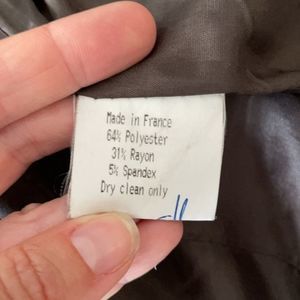 Made in France
64% Polyester
31% Rayon
5% Spandex
Dry clean only